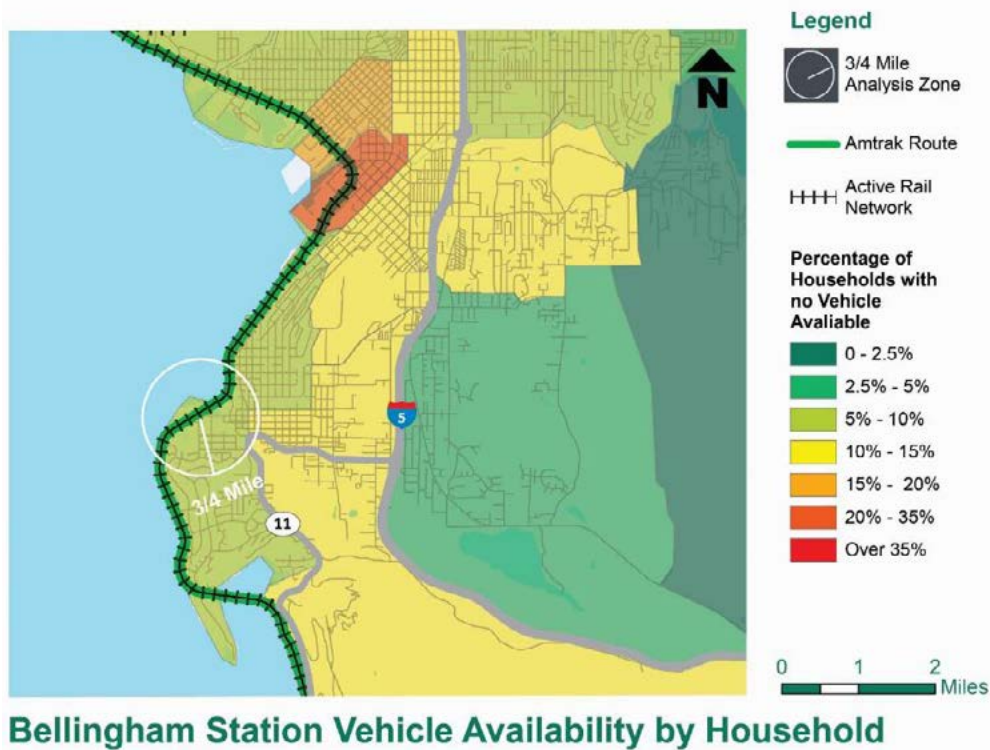 Legend
3/4 Mile
Analysis Zone
N
Amtrak Route
Active Rail
Network
Percentage of
Households with
no Vehicle
Avaliable
0 - 2.5%
2.5% - 5%
5% - 10%
10% - 15%
15% - 20%
20% - 35%
Over 35%
5
3/4 Mile
11
0 1 2
Miles
Bellingham Station Vehicle Availability by Household